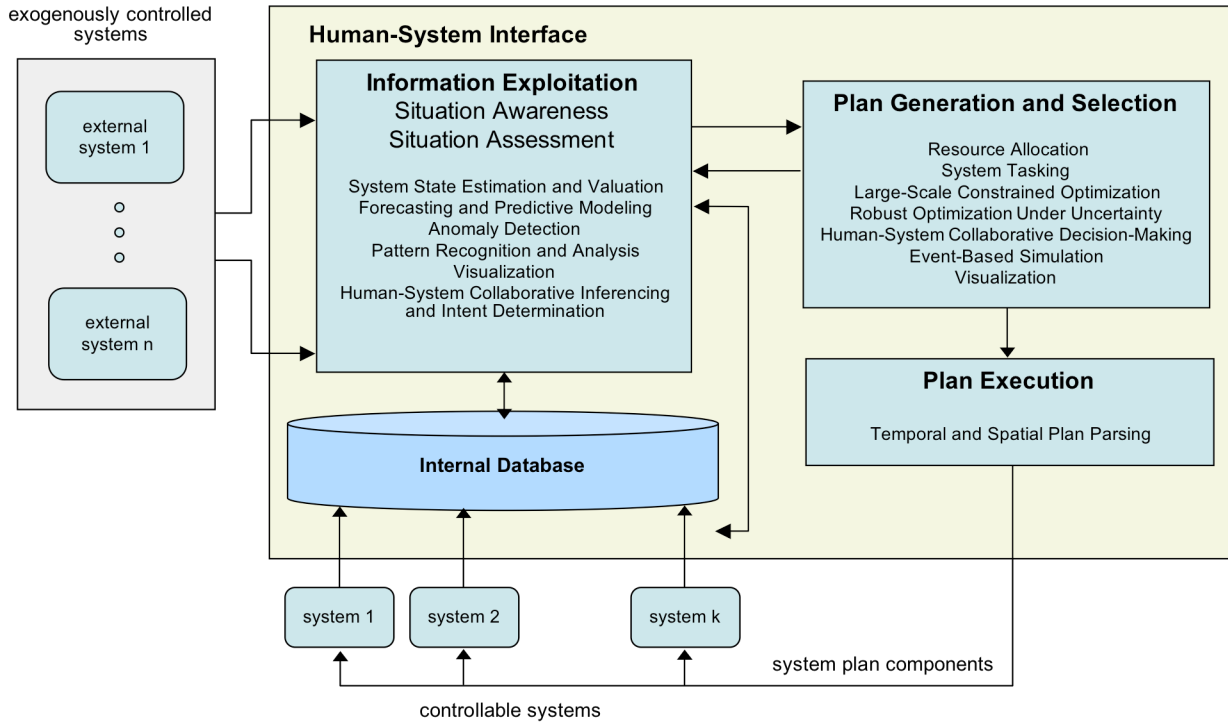 exogenously controlled
systems
external
system 1
external
system n
Human-System Interface
Information Exploitation
Situation Awareness
Situation Assessment
System State Estimation and Valuation
Forecasting and Predictive Modeling
Anomaly Detection
Pattern Recognition and Analysis
Visualization
Human-System Collaborative Inferencing
and Intent Determination
Plan Generation and Selection
Resource Allocation
System Tasking
Large-Scale Constrained Optimization
Robust Optimization Under Uncertainty
Human-System Collaborative Decision-Making
Event-Based Simulation
Visualization
Plan Execution
Temporal and Spatial Plan Parsing
Internal Database
system 1
system 2
system k
system plan components
controllable systems